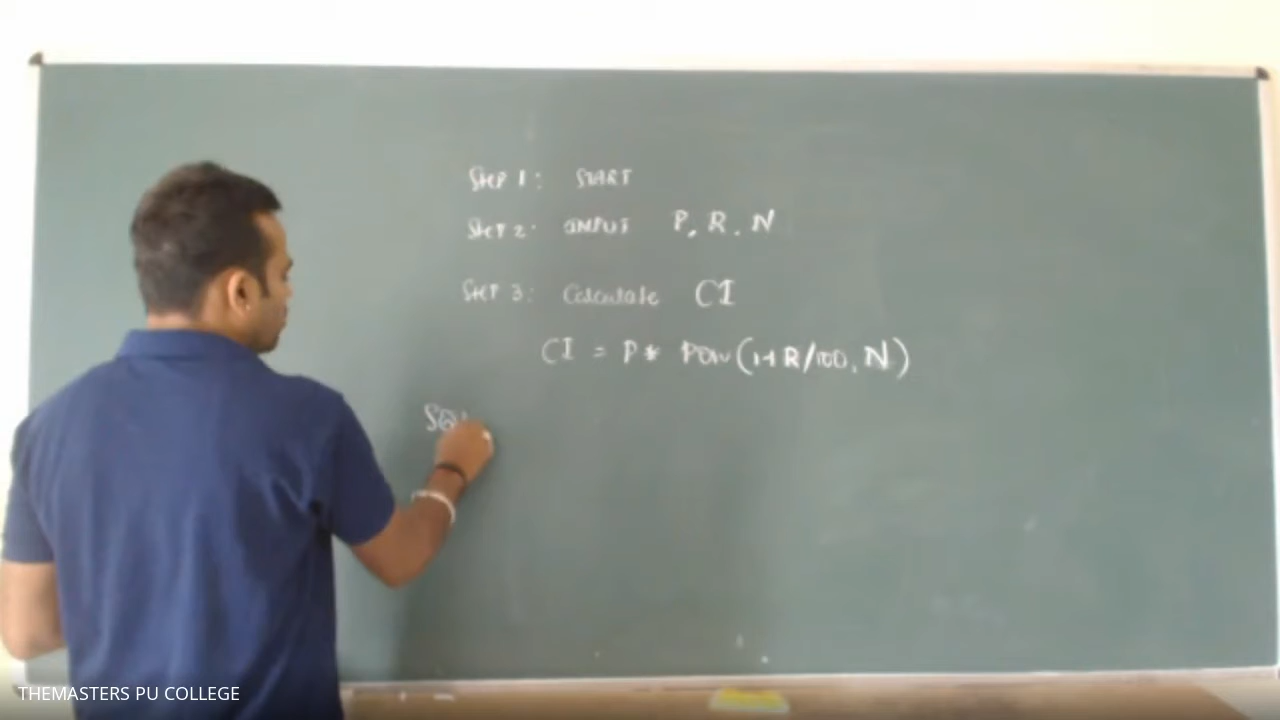 STEP 1: START
STEP 2: INPUT P, R, N
STEP 3: Calculate CI
CI = P * POW(1+R/100, N)
THEMASTERS PU COLLEGE